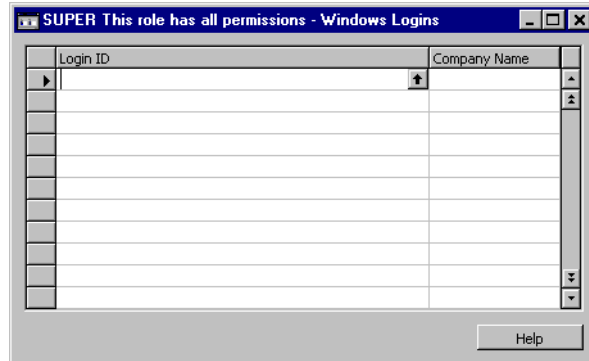 SUPER This role has all permissions - Windows Logins
Login ID Company Name
Help